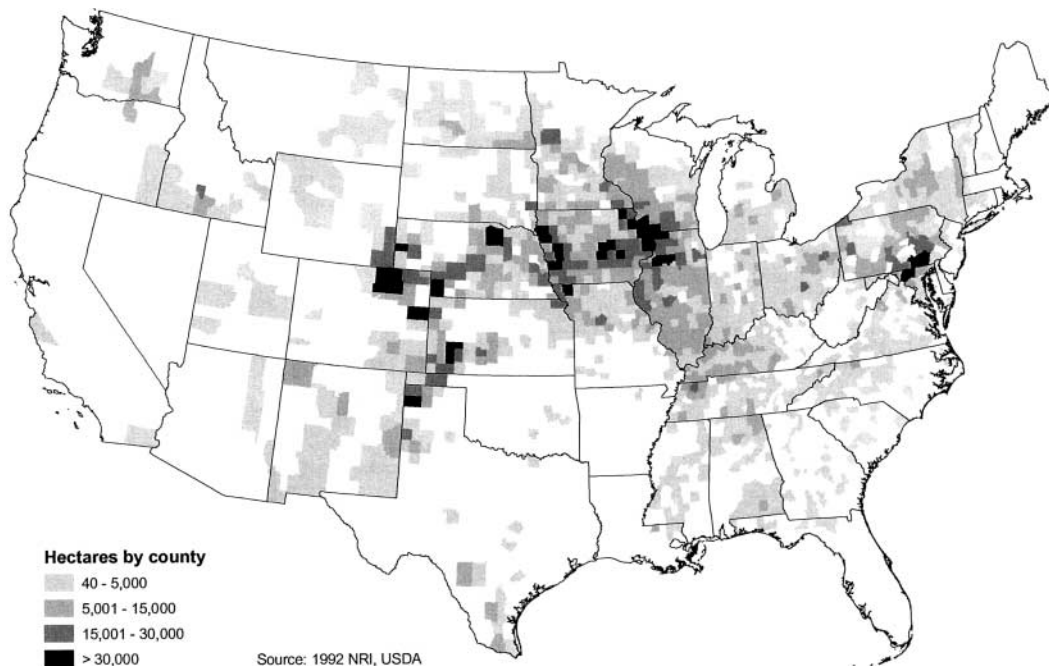 Hectares by county
40 - 5,000
5,001 - 15,000
15,001 - 30,000
> 30,000
Source: 1992 NRI, USDA